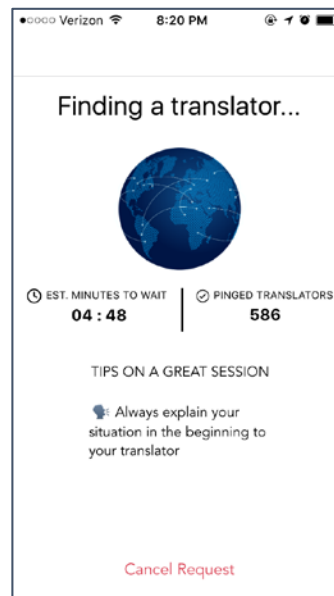 Verizon 8:20 PM
Finding a translator...
EST. MINUTES TO WAIT
04 : 48
PINGED TRANSLATORS
586
TIPS ON A GREAT SESSION
Always explain your
situation in the beginning to
your translator
Cancel Request